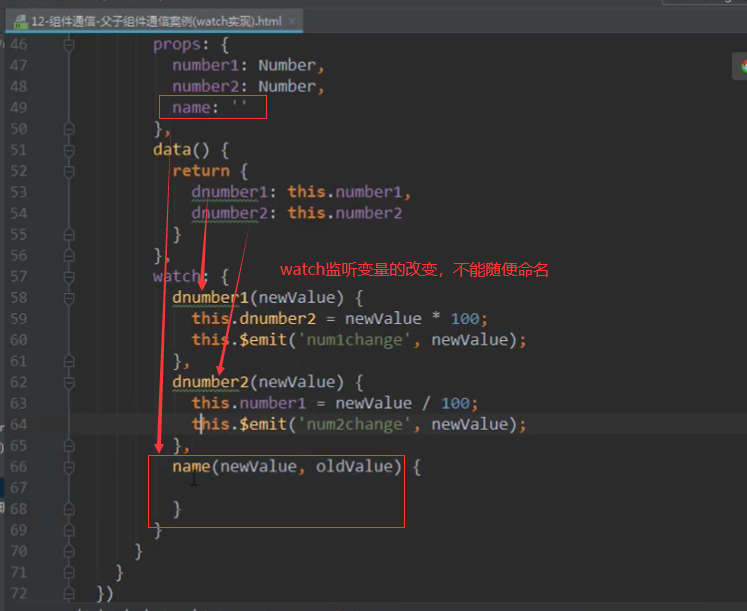 12-组件通信-父子组件通信案例(watch实现).html ×
46 props: {
47 number1: Number,
48 number2: Number,
49 name: ''
50 },
51 data() {
52 return {
53 dnumber1: this.number1,
54 dnumber2: this.number2
55 }
56 },
watch监听变量的改变，不能随便命名
57 watch: {
58 dnumber1(newValue) {
59 this.dnumber2 = newValue * 100;
60 this.$emit('num1change', newValue);
61 },
62 dnumber2(newValue) {
63 this.number1 = newValue / 100;
64 this.$emit('num2change', newValue);
65 },
66 name(newValue, oldValue) {
67
68 }
69 }
70 }
71 }
72 })